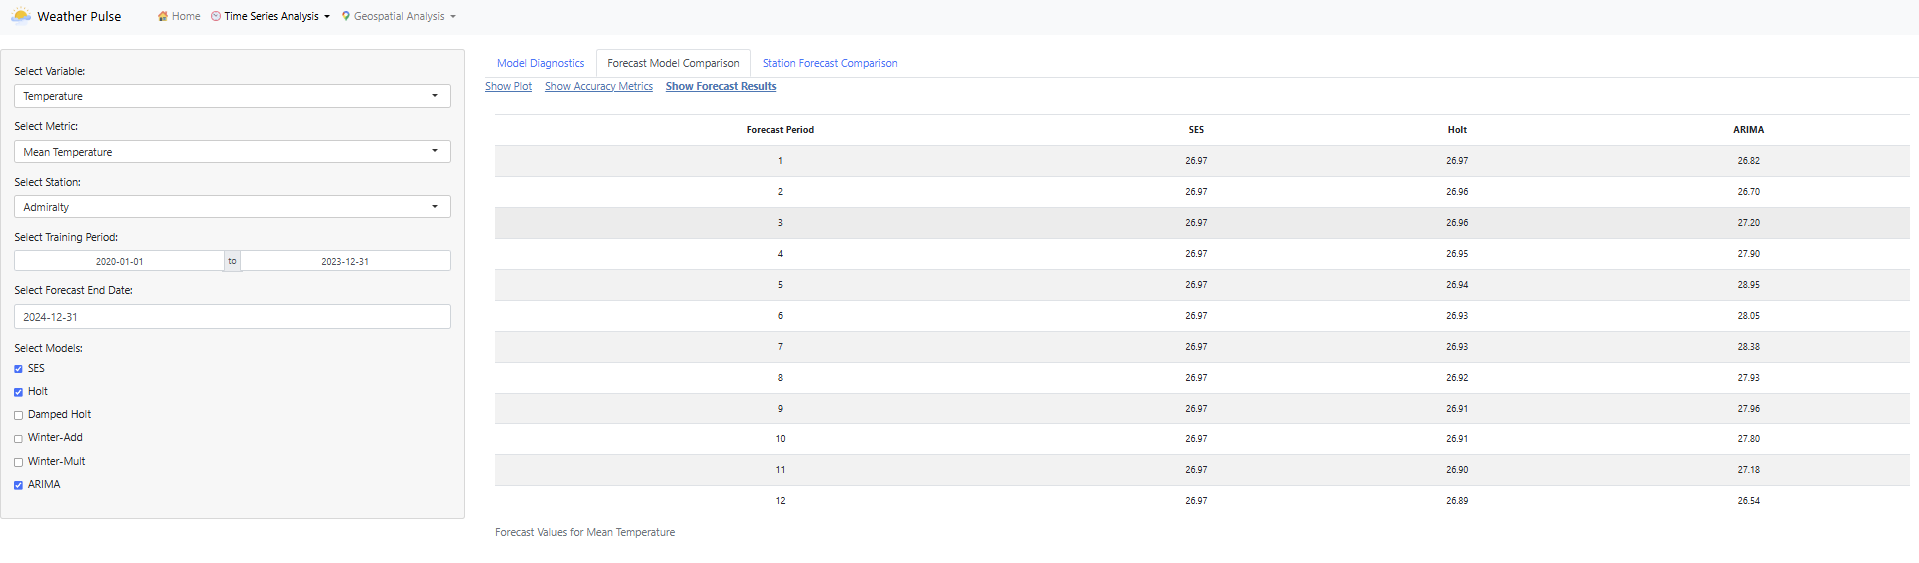 Weather Pulse Home Time Series Analysis Geospatial Analysis
Select Variable:
Temperature
Select Metric:
Mean Temperature
Select Station:
Admiralty
Select Training Period:
2020-01-01 to 2023-12-31
Select Forecast End Date:
2024-12-31
Select Models:
SES
Holt
Damped Holt
Winter-Add
Winter-Mult
ARIMA
Model Diagnostics Forecast Model Comparison Station Forecast Comparison
Show Plot Show Accuracy Metrics Show Forecast Results
Forecast Period SES Holt ARIMA
1 26.97 26.97 26.82
2 26.97 26.96 26.70
3 26.97 26.96 27.20
4 26.97 26.95 27.90
5 26.97 26.94 28.95
6 26.97 26.93 28.05
7 26.97 26.93 28.38
8 26.97 26.92 27.93
9 26.97 26.91 27.96
10 26.97 26.91 27.80
11 26.97 26.90 27.18
12 26.97 26.89 26.54
Forecast Values for Mean Temperature